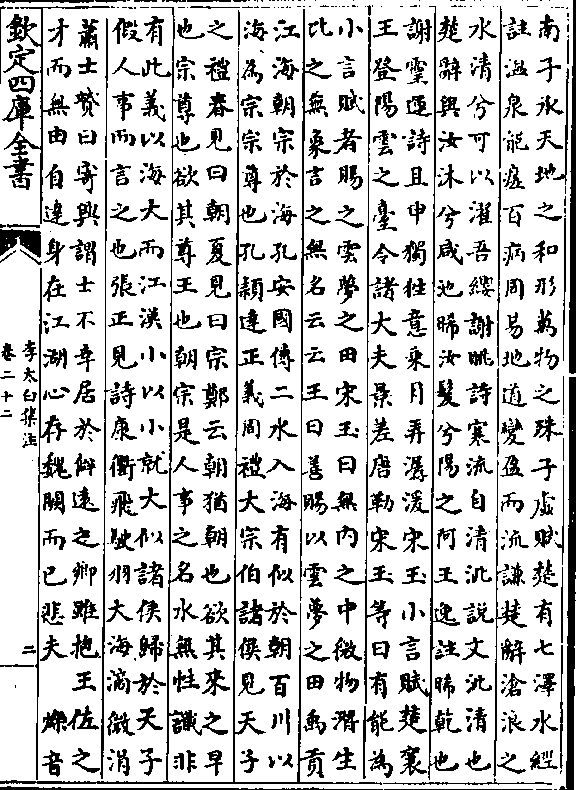 南子水天地之和形萬物之殊子虛賦楚有七澤水經
註溫泉能瘥百病周易地道變盈而流謙楚辭滄浪之
水清兮可以濯吾纓謝眺詩寒流自清泚說文泚清也
楚辭與汝沐兮咸池晞汝髮兮陽之阿王逸註晞乾也
謝靈運詩且申獨徃意乗月弄潺湲宋玉小言賦楚襄
王登陽雲之臺令諸大夫景差唐勒宋玉等曰有能為
小言賦者賜之雲夢之田宋玉曰無内之中微物潛生
比之無象言之無名云云王曰善賜以雲夢之田禹貢
江海朝宗於海孔安國傳二水入海有似於朝百川以
海為宗宗尊也孔頴達正義周禮大宗伯諸侯見天子
之禮春見曰朝夏見曰宗鄭云朝猶朝也欲其來之早
也宗尊也欲其尊王也朝宗是人事之名水無性識非
有此義以海大而江漢小以小就大似諸侯歸於天子
假人事而言之也張正見詩康衢飛駛羽大海滴微涓
蕭士贇曰寄興謂士不幸居於僻遠之鄉雖抱王佐之
才而無由自達身在江湖心存魏闕而已悲夫 爍音
欽定四庫全書
李太白集注
卷二十二
二